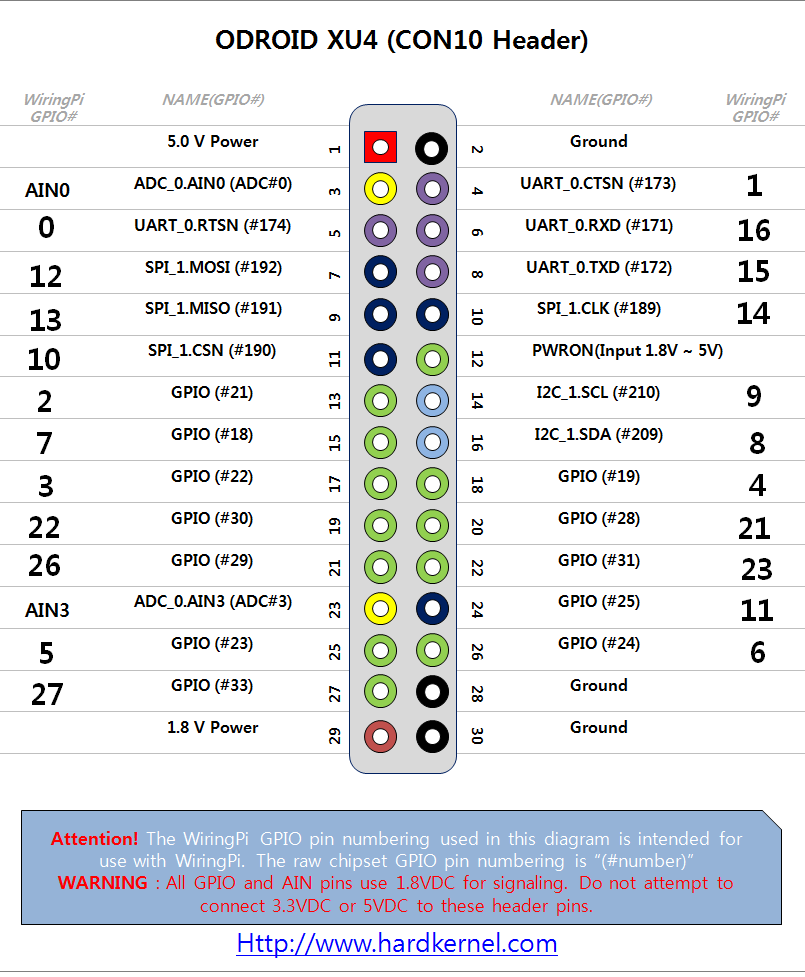 ODROID XU4 (CON10 Header)
WiringPi GPIO# NAME(GPIO#) NAME(GPIO#) WiringPi GPIO#
5.0 V Power 1 2 Ground
AIN0 ADC_0.AIN0 (ADC#0) 3 4 UART_0.CTSN (#173) 1
0 UART_0.RTSN (#174) 5 6 UART_0.RXD (#171) 16
12 SPI_1.MOSI (#192) 7 8 UART_0.TXD (#172) 15
13 SPI_1.MISO (#191) 9 10 SPI_1.CLK (#189) 14
10 SPI_1.CSN (#190) 11 12 PWRON(Input 1.8V ~ 5V)
2 GPIO (#21) 13 14 I2C_1.SCL (#210) 9
7 GPIO (#18) 15 16 I2C_1.SDA (#209) 8
3 GPIO (#22) 17 18 GPIO (#19) 4
22 GPIO (#30) 19 20 GPIO (#28) 21
26 GPIO (#29) 21 22 GPIO (#31) 23
AIN3 ADC_0.AIN3 (ADC#3) 23 24 GPIO (#25) 11
5 GPIO (#23) 25 26 GPIO (#24) 6
27 GPIO (#33) 27 28 Ground
1.8 V Power 29 30 Ground
Attention! The WiringPi GPIO pin numbering used in this diagram is intended for
use with WiringPi. The raw chipset GPIO pin numbering is “(#number)”
WARNING : All GPIO and AIN pins use 1.8VDC for signaling. Do not attempt to
connect 3.3VDC or 5VDC to these header pins.
Http://www.hardkernel.com